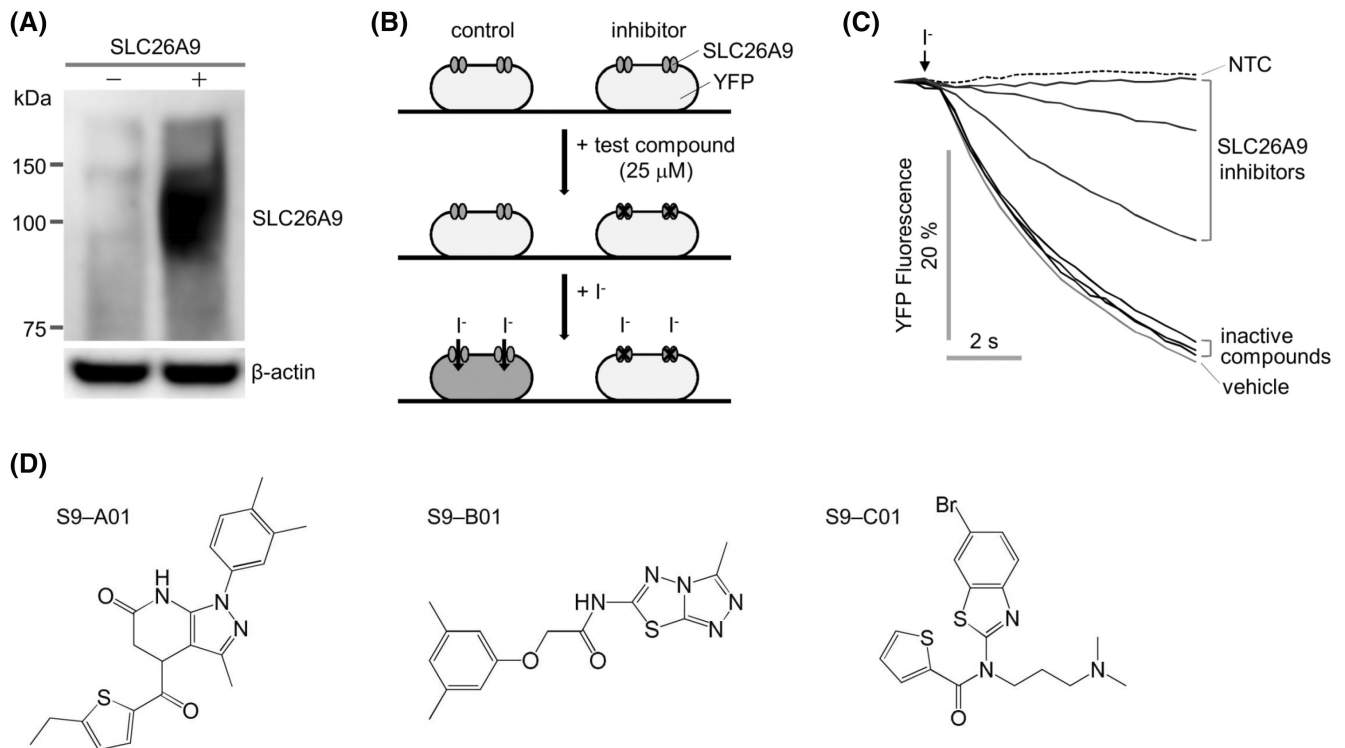 (A)
SLC26A9
− +
kDa
150
100
75
SLC26A9
β-actin
(B)
control inhibitor
SLC26A9
YFP
+ test compound
(25 μM)
+ I-
I- I- I- I-
(C)
I-
NTC
SLC26A9
inhibitors
YFP Fluorescence
20 %
2 s
inactive
compounds
vehicle
(D)
S9–A01
O
H
N
N
N
S
O
S9–B01
HN
O
O
N
N
S
N
N
S9–C01
Br
S
N
S
N
O
N